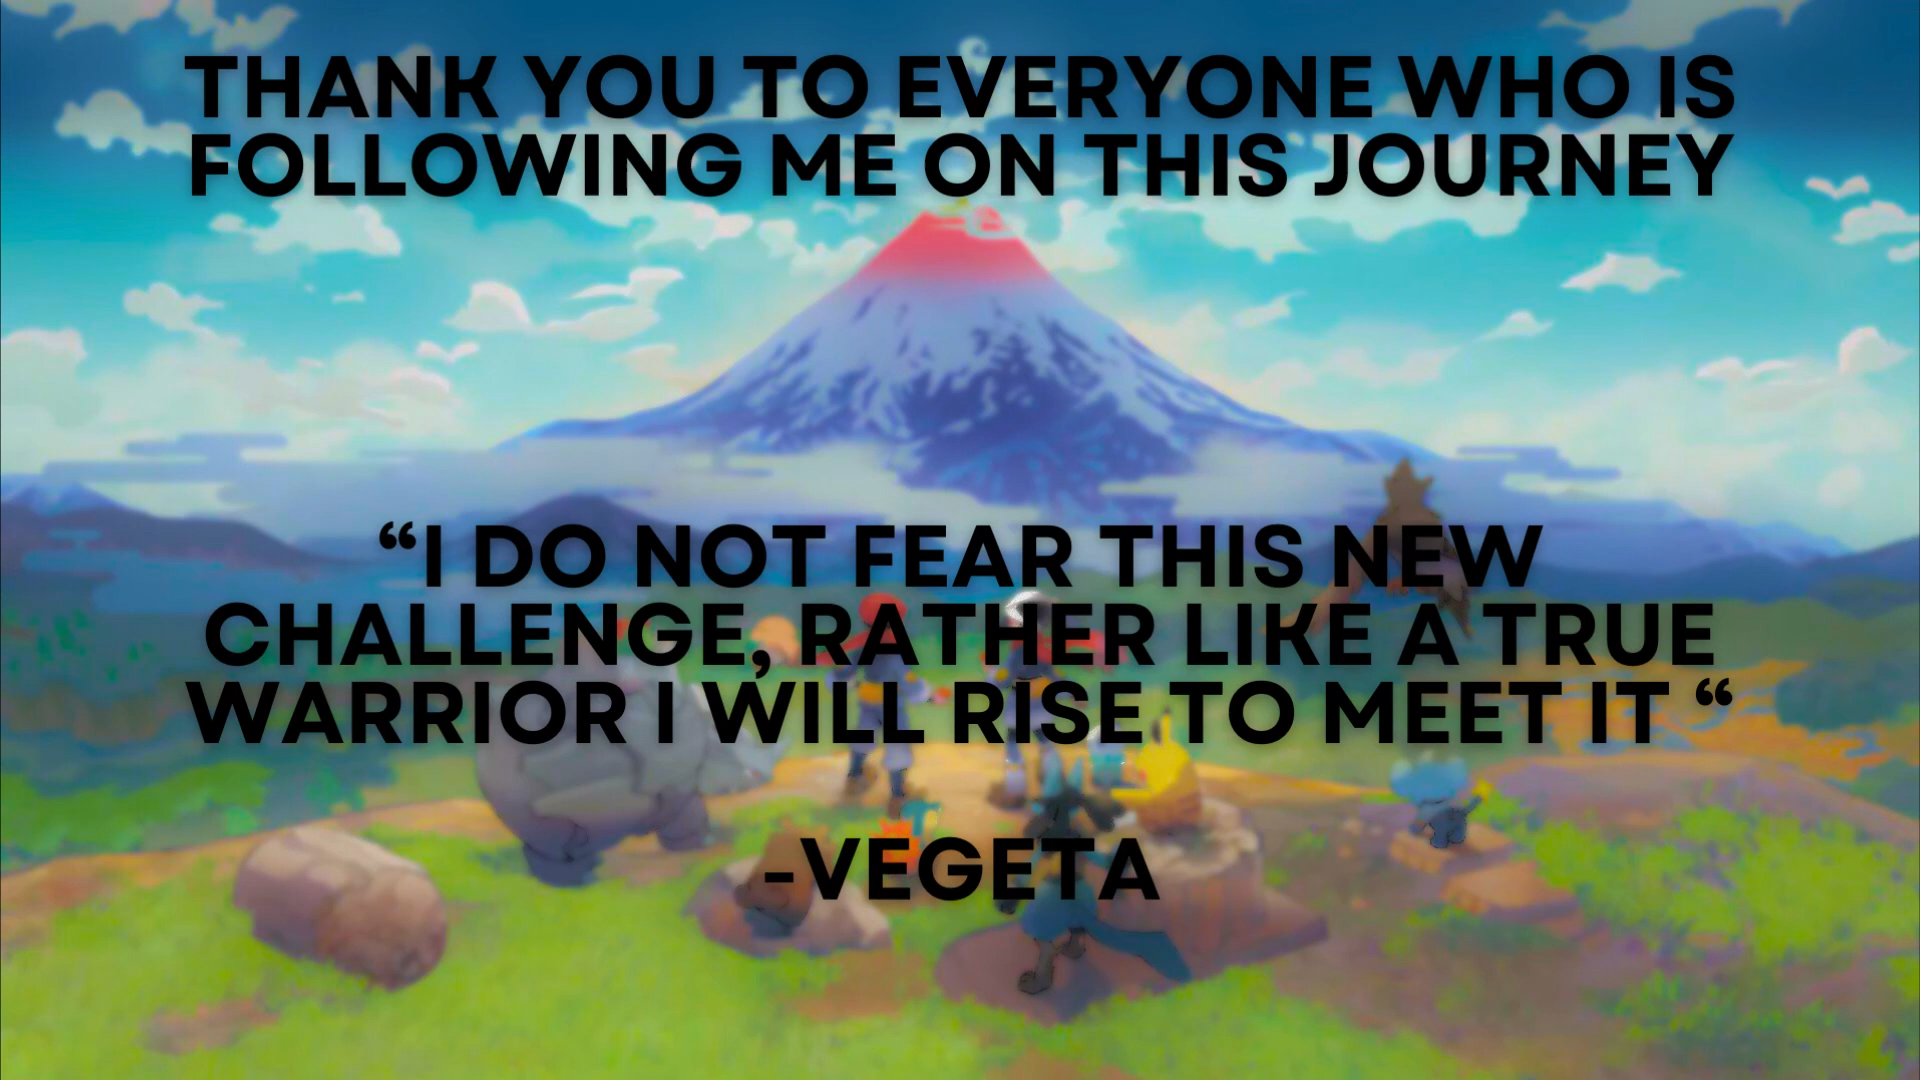 THANK YOU TO EVERYONE WHO IS
FOLLOWING ME ON THIS JOURNEY
“I DO NOT FEAR THIS NEW
CHALLENGE, RATHER LIKE A TRUE
WARRIOR I WILL RISE TO MEET IT “
-VEGETA